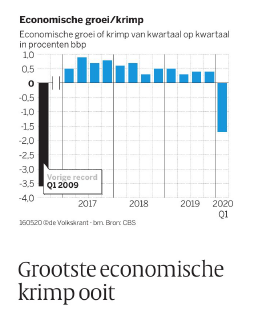 Economische groei/krimp
Economische groei of krimp van kwartaal op kwartaal
in procenten bbp
1,0
0,5
0
-0,5
-1,0
-1,5
-2,0
-2,5
-3,0
-3,5
-4,0
Vorige record
Q1 2009
2017
2018
2019
2020
Q1
160520 © de Volkskrant - bm. Bron: CBS
Grootste economische
krimp ooit